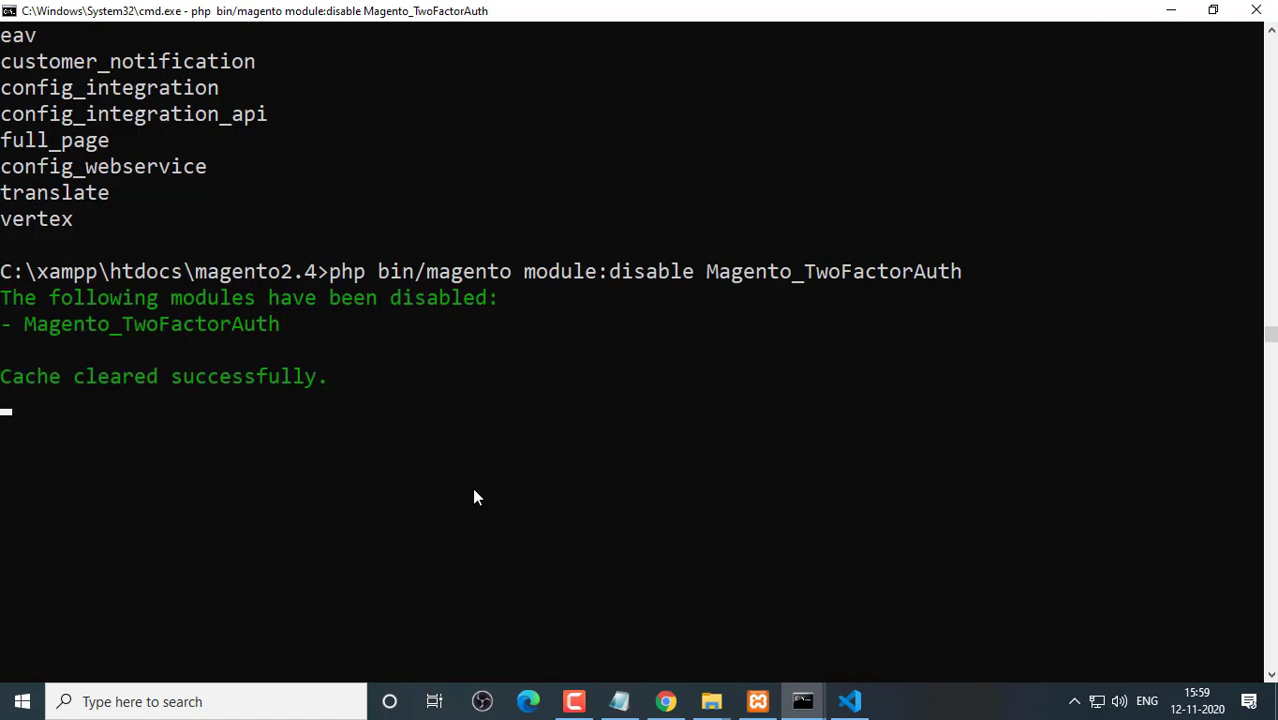 C:\Windows\System32\cmd.exe - php  bin/magento module:disable Magento_TwoFactorAuth
eav
customer_notification
config_integration
config_integration_api
full_page
config_webservice
translate
vertex
C:\xampp\htdocs\magento2.4>php bin/magento module:disable Magento_TwoFactorAuth
The following modules have been disabled:
- Magento_TwoFactorAuth
Cache cleared successfully.
Type here to search
ENG
15:59
12-11-2020